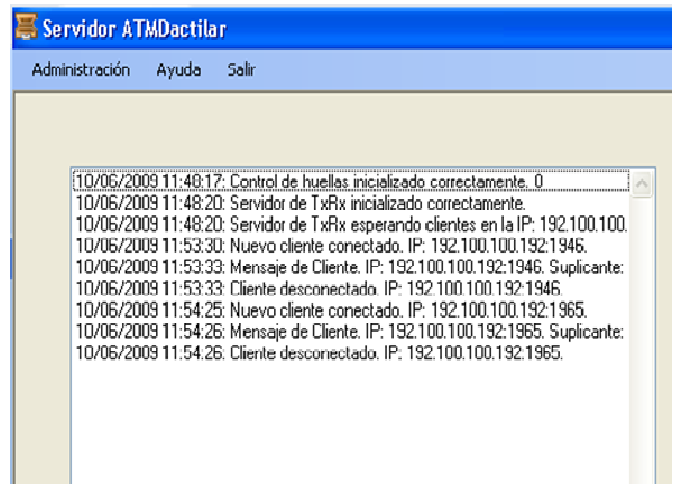 Servidor ATMDactilar
Administración Ayuda Salir
10/06/2009 11:48:17: Control de huellas inicializado correctamente. 0
10/06/2009 11:48:20: Servidor de TxRx inicializado correctamente.
10/06/2009 11:48:20: Servidor de TxRx esperando clientes en la IP: 192.100.100.
10/06/2009 11:53:30: Nuevo cliente conectado. IP: 192.100.100.192:1946.
10/06/2009 11:53:33: Mensaje de Cliente. IP: 192.100.100.192:1946. Suplicante:
10/06/2009 11:53:33: Cliente desconectado. IP: 192.100.100.192:1946.
10/06/2009 11:54:25: Nuevo cliente conectado. IP: 192.100.100.192:1965.
10/06/2009 11:54:26: Mensaje de Cliente. IP: 192.100.100.192:1965. Suplicante:
10/06/2009 11:54:26: Cliente desconectado. IP: 192.100.100.192:1965.